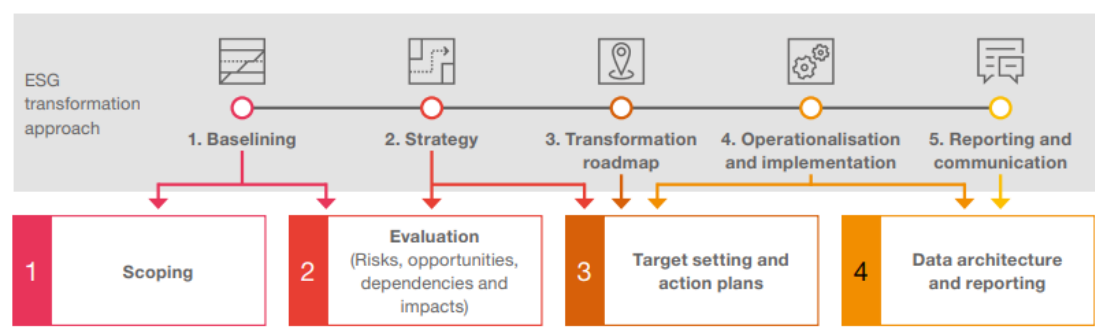 ESG
transformation
approach
1. Baselining
2. Strategy
3. Transformation
roadmap
4. Operationalisation
and implementation
5. Reporting and
communication
1
Scoping
2
Evaluation
(Risks, opportunities,
dependencies and
impacts)
3
Target setting and
action plans
4
Data architecture
and reporting